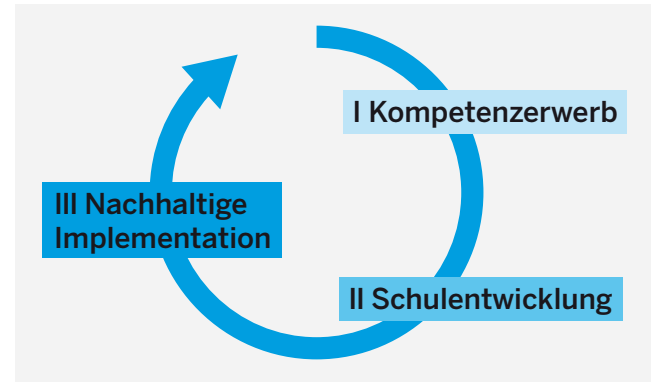 I Kompetenzerwerb
II Schulentwicklung
III Nachhaltige
Implementation